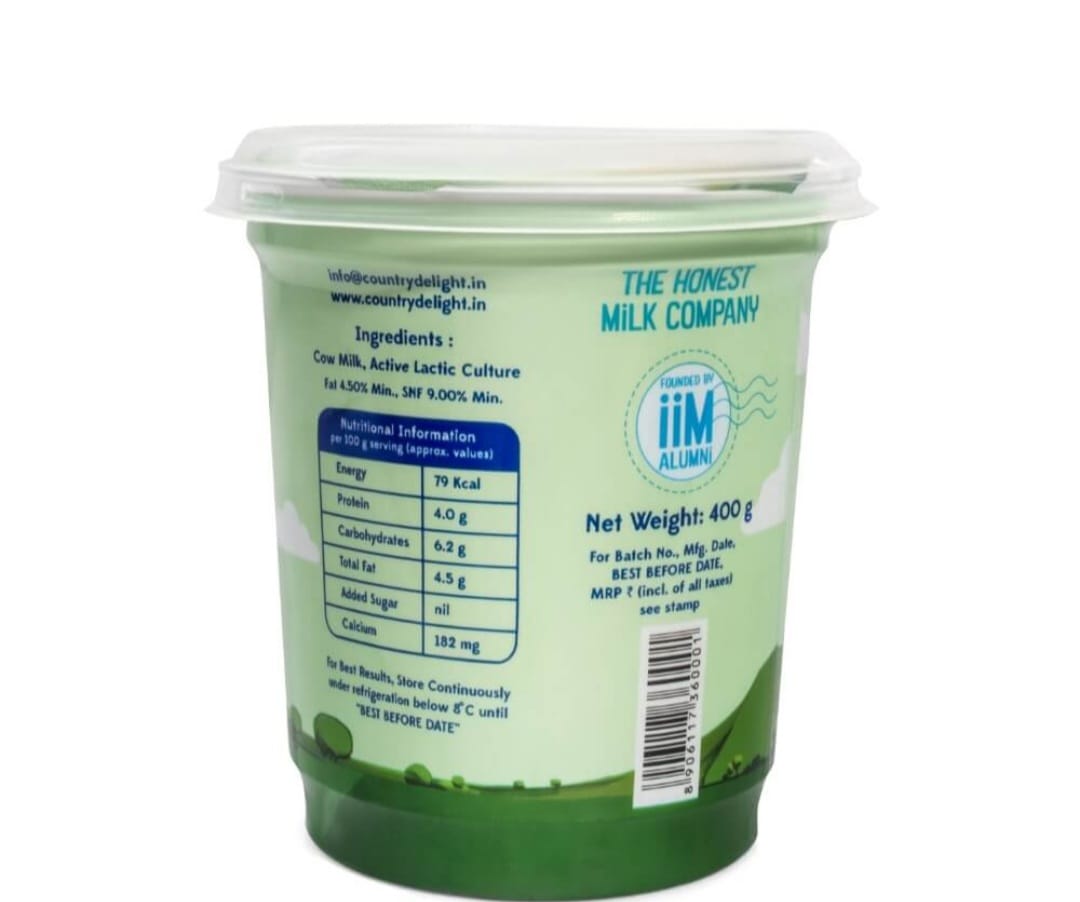 info@countrydelight.in
www.countrydelight.in
Ingredients :
Cow Milk, Active Lactic Culture
Fat 4.50% Min., SNF 9.00% Min.
Nutritional Information
per 100 g serving (approx. values)
Energy 79 Kcal
Protein 4.0 g
Carbohydrates 6.2 g
Total Fat 4.5 g
Added Sugar nil
Calcium 182 mg
For Best Results, Store Continuously
under refrigeration below 8°C until
"BEST BEFORE DATE"
THE HONEST
MiLK COMPANY
FOUNDED BY
iiM
ALUMNi
Net Weight: 400 g
For Batch No., Mfg. Date,
BEST BEFORE DATE,
MRP ₹ (incl. of all taxes)
see stamp
8 906117 360001